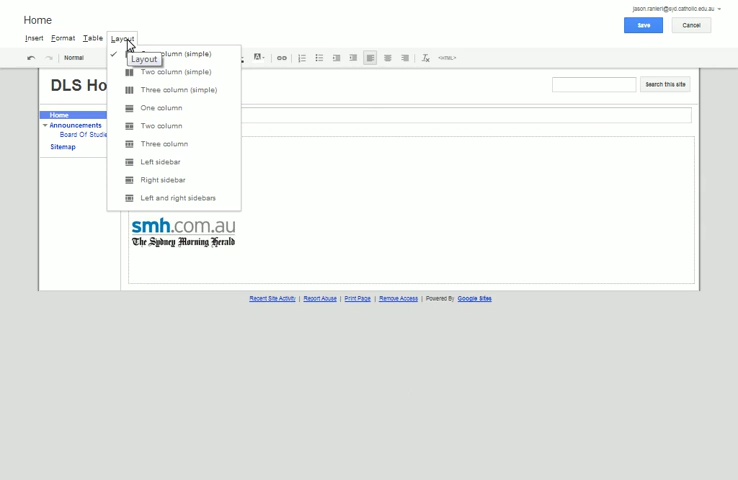 jason.ranieri@syd.catholic.edu.au
Home
Save
Cancel
Insert Format Table Layout
Normal
<HTML>
Layout
column (simple)
Two column (simple)
Three column (simple)
One column
Two column
Three column
Left sidebar
Right sidebar
Left and right sidebars
DLS Ho
Search this site
Home
Announcements
Board Of Studie
Sitemap
smh.com.au
The Sydney Morning Herald
Recent Site Activity | Report Abuse | Print Page | Remove Access | Powered By Google Sites